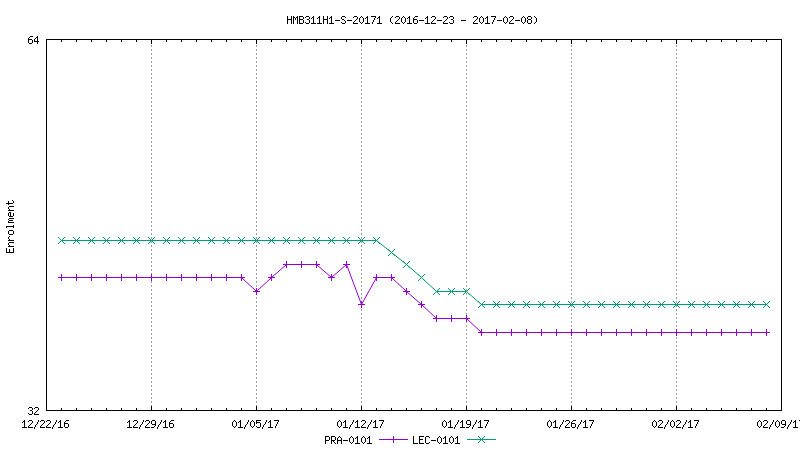 HMB311H1-S-20171 (2016-12-23 - 2017-02-08)
64
Enrolment
32
12/22/16 12/29/16 01/05/17 01/12/17 01/19/17 01/26/17 02/02/17 02/09/1
PRA-0101 LEC-0101